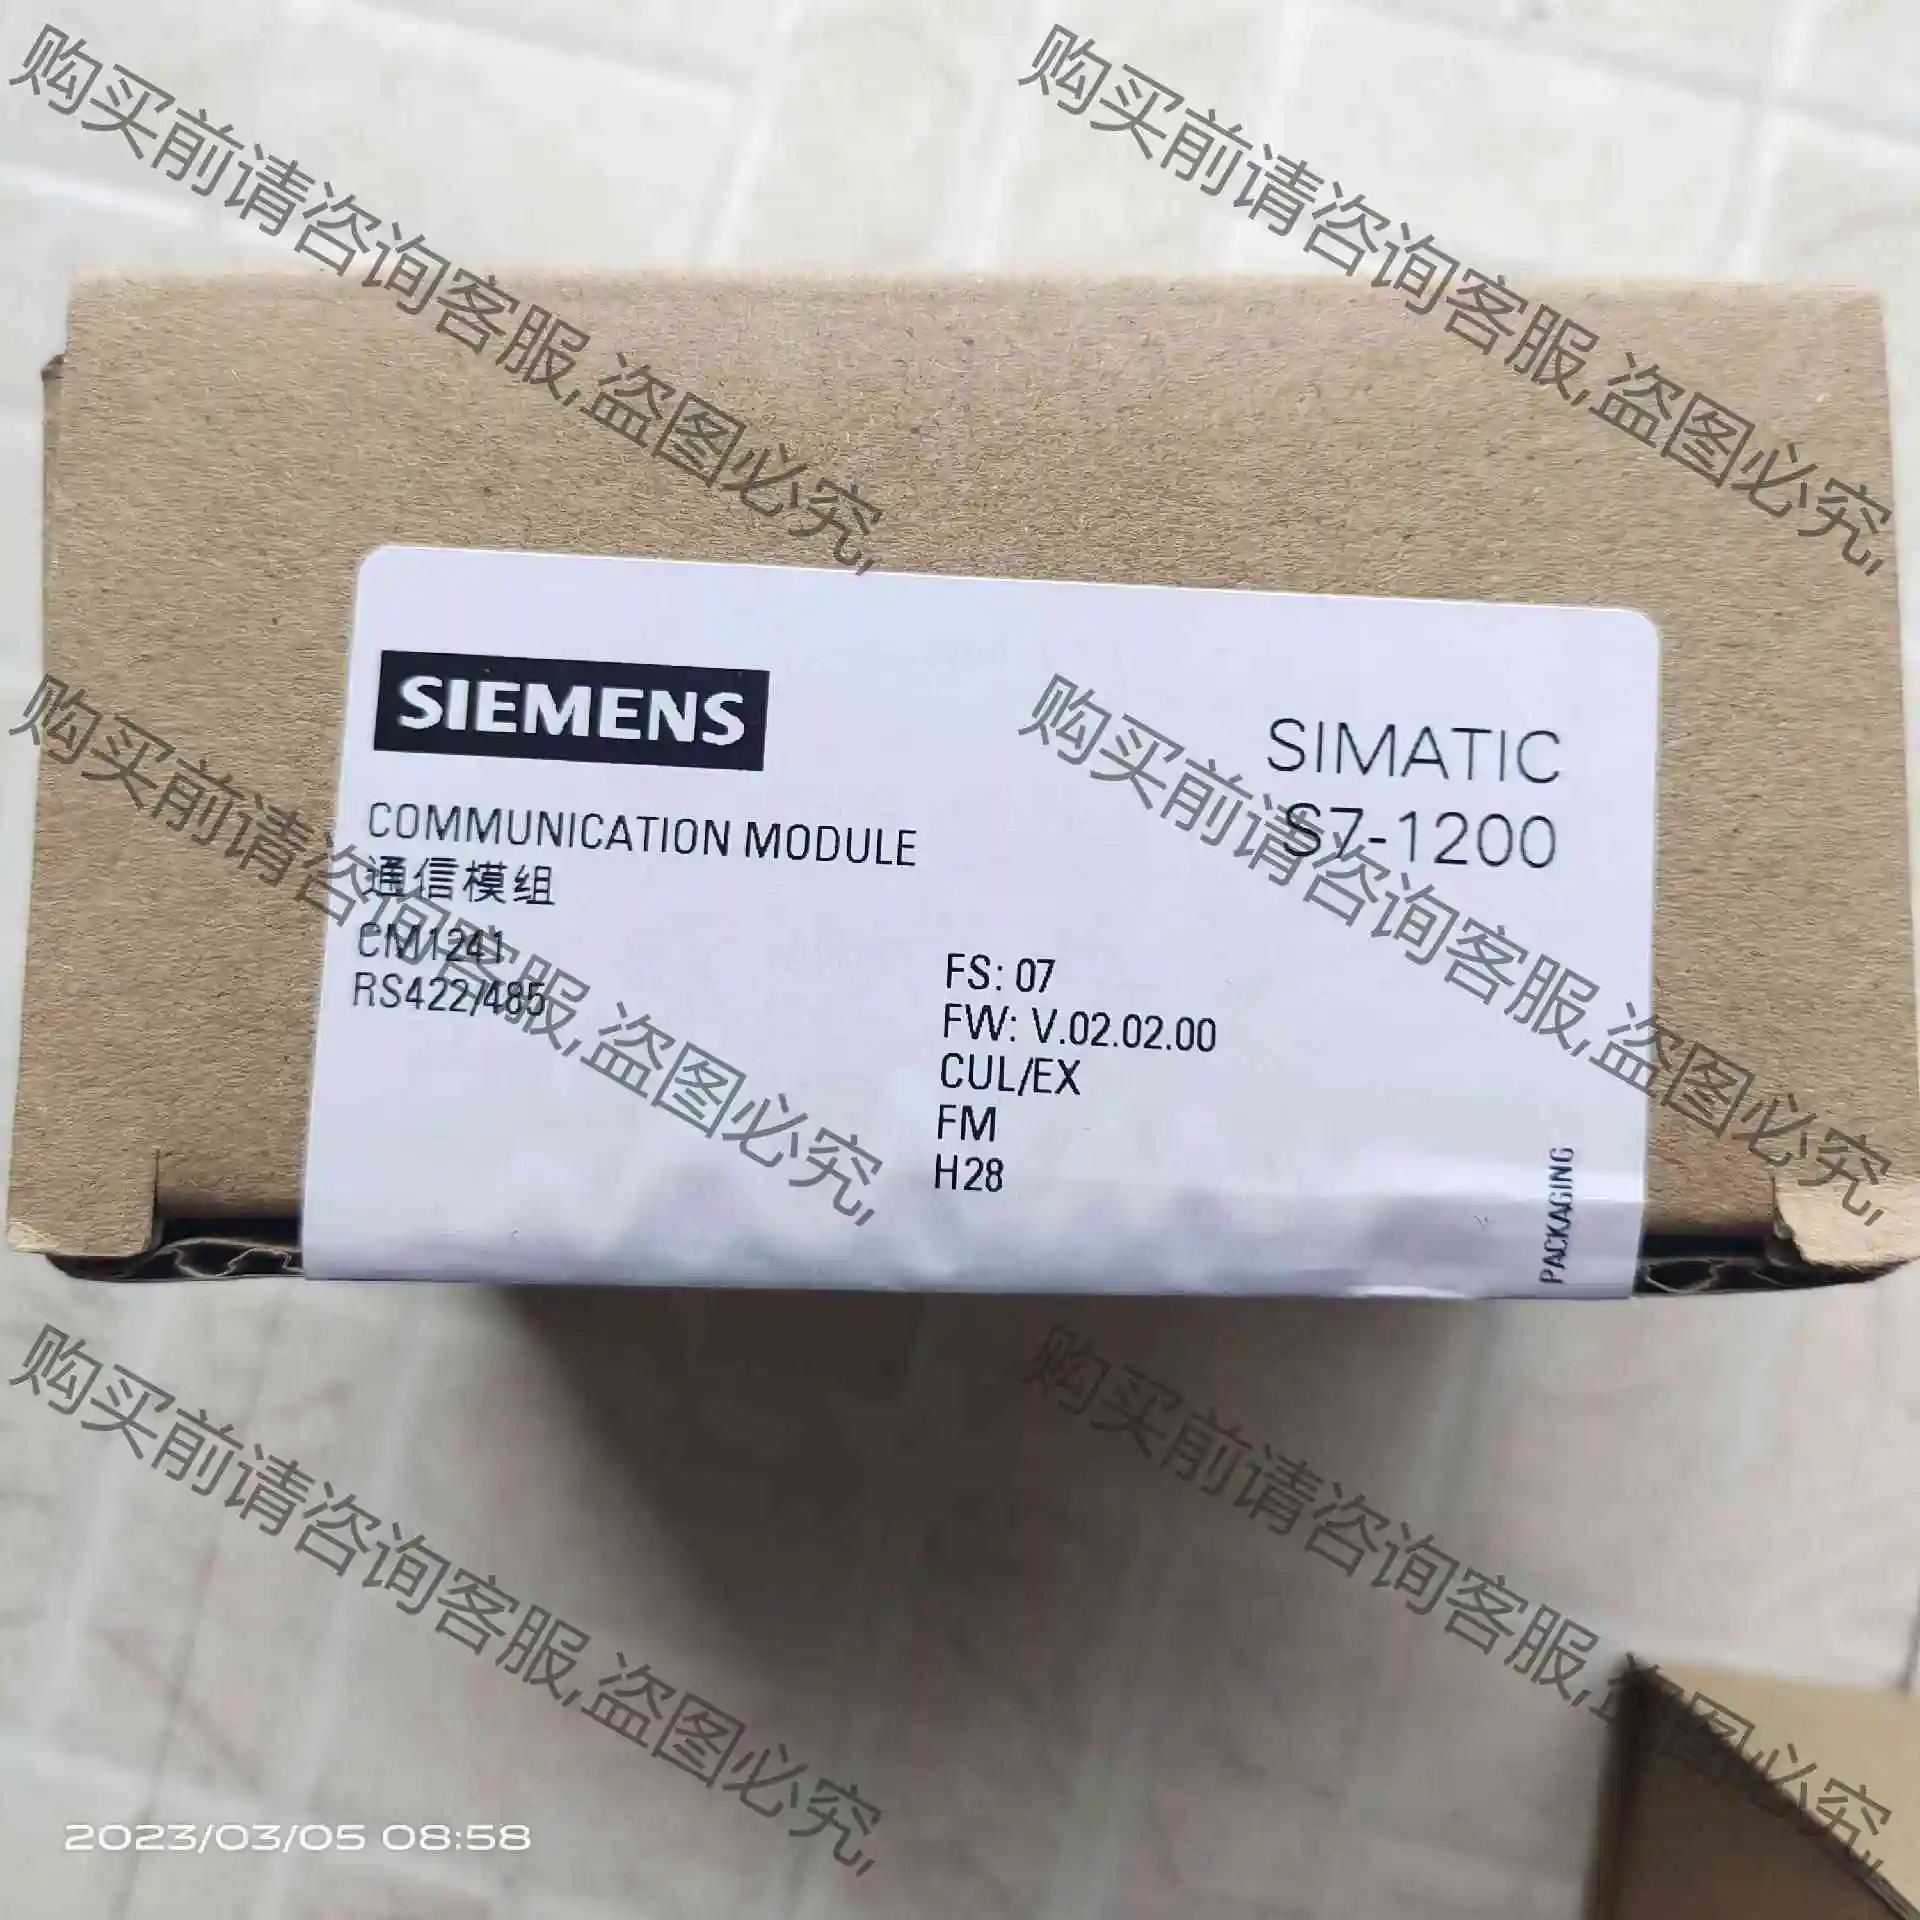 购买前请咨询客服,盗图必究,
购买前请咨询客服,盗图必究,
SIEMENS
SIMATIC
S7-1200
COMMUNICATION MODULE
通信模组
CM1241
RS422/485
FS: 07
FW: V.02.02.00
CUL/EX
FM
H28
PACKAGING
购买前请咨询客服,盗图必究,
购买前请咨询客服,盗图必究,
购买前请咨询客服,盗图必究,
购买前请咨询客服,盗图必究,
2023/03/05 08:58